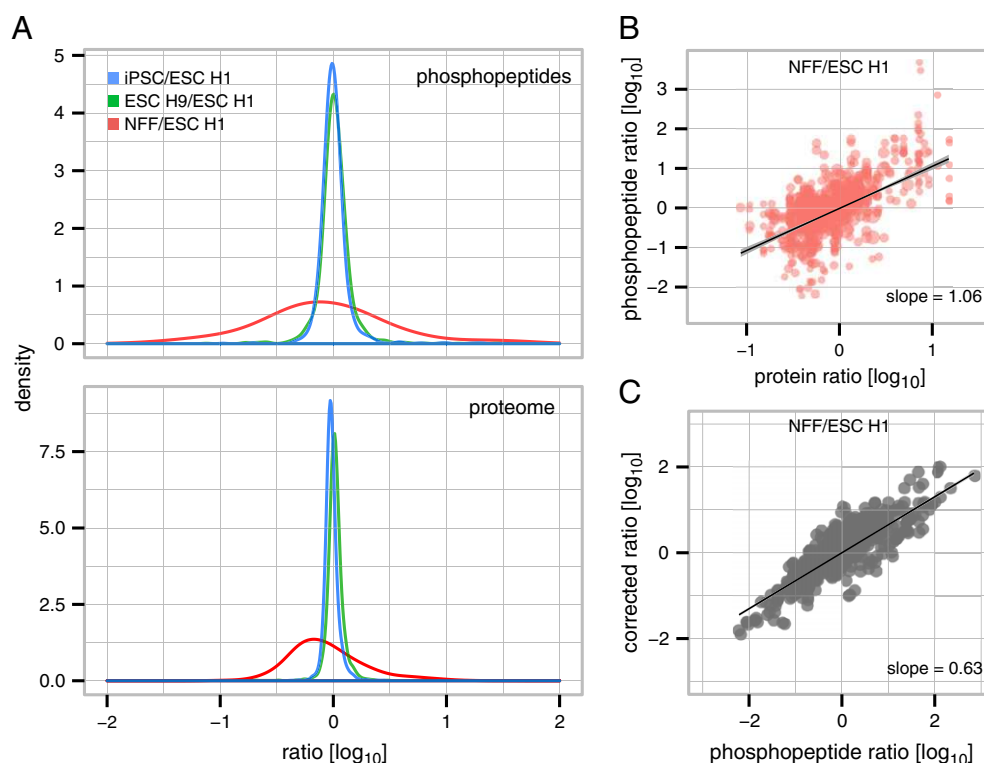 A
iPSC/ESC H1
ESC H9/ESC H1
NFF/ESC H1
phosphopeptides
5
4
3
2
1
0
density
proteome
7.5
5.0
2.5
0.0
−2
−1
0
1
2
ratio [log10]
B
NFF/ESC H1
phosphopeptide ratio [log10]
3
2
1
0
−1
−2
slope = 1.06
−1
0
1
protein ratio [log10]
C
NFF/ESC H1
corrected ratio [log10]
2
0
−2
slope = 0.63
−2
0
2
phosphopeptide ratio [log10]